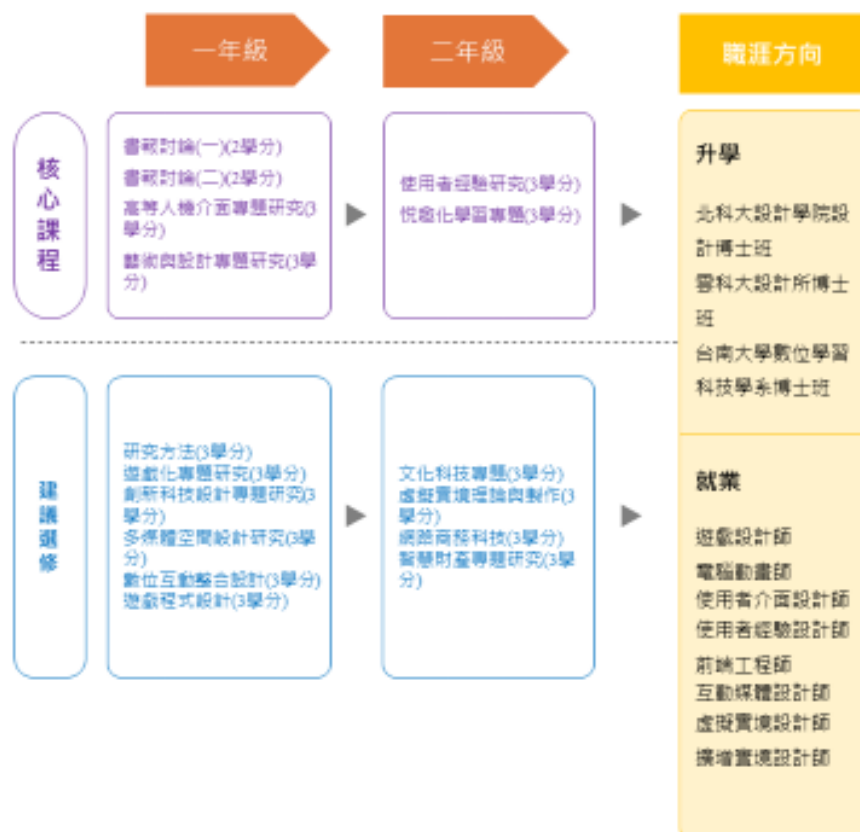 一年級
二年級
職涯方向
核
心
課
程
書報討論(一)(2學分)
書報討論(二)(2學分)
高等人機介面專題研究(3
學分)
藝術與設計專題研究(3學
分)
使用者經驗研究(3學分)
悅趣化學習專題(3學分)
升學
北科大設計學院設
計博士班
雲科大設計所博士
班
台南大學數位學習
科技學系博士班
建
議
選
修
研究方法(3學分)
遊戲化專題研究(3學分)
創新科技設計專題研究(3
學分)
多媒體空間設計研究(3學
分)
數位互動整合設計(3學分)
遊戲程式設計(3學分)
文化科技專題(3學分)
虛擬實境理論與製作(3
學分)
網際商務科技(3學分)
智慧財產專題研究(3學
分)
就業
遊戲設計師
電腦動畫師
使用者介面設計師
使用者經驗設計師
前端工程師
互動媒體設計師
虛擬實境設計師
擴增實境設計師